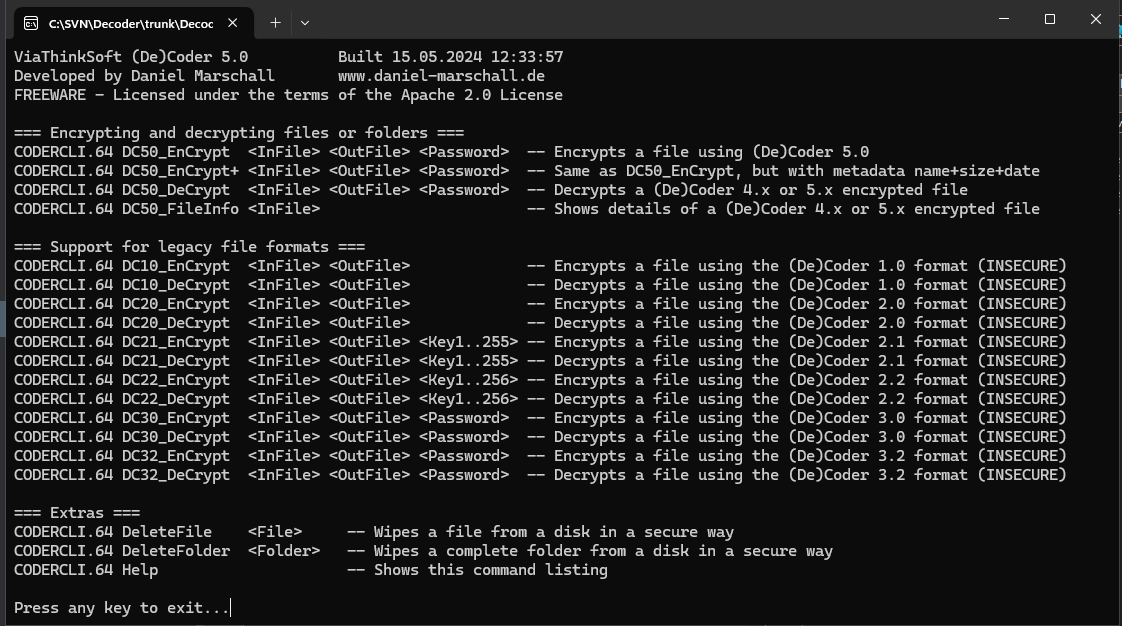 C:\SVN\Decoder\trunk\Decoc
ViaThinkSoft (De)Coder 5.0          Built 15.05.2024 12:33:57
Developed by Daniel Marschall       www.daniel-marschall.de
FREEWARE - Licensed under the terms of the Apache 2.0 License
=== Encrypting and decrypting files or folders ===
CODERCLI.64 DC50_EnCrypt  <InFile> <OutFile> <Password>  -- Encrypts a file using (De)Coder 5.0
CODERCLI.64 DC50_EnCrypt+ <InFile> <OutFile> <Password>  -- Same as DC50_EnCrypt, but with metadata name+size+date
CODERCLI.64 DC50_DeCrypt  <InFile> <OutFile> <Password>  -- Decrypts a (De)Coder 4.x or 5.x encrypted file
CODERCLI.64 DC50_FileInfo <InFile>                       -- Shows details of a (De)Coder 4.x or 5.x encrypted file
=== Support for legacy file formats ===
CODERCLI.64 DC10_EnCrypt  <InFile> <OutFile>             -- Encrypts a file using the (De)Coder 1.0 format (INSECURE)
CODERCLI.64 DC10_DeCrypt  <InFile> <OutFile>             -- Decrypts a file using the (De)Coder 1.0 format (INSECURE)
CODERCLI.64 DC20_EnCrypt  <InFile> <OutFile>             -- Encrypts a file using the (De)Coder 2.0 format (INSECURE)
CODERCLI.64 DC20_DeCrypt  <InFile> <OutFile>             -- Decrypts a file using the (De)Coder 2.0 format (INSECURE)
CODERCLI.64 DC21_EnCrypt  <InFile> <OutFile> <Key1..255> -- Encrypts a file using the (De)Coder 2.1 format (INSECURE)
CODERCLI.64 DC21_DeCrypt  <InFile> <OutFile> <Key1..255> -- Decrypts a file using the (De)Coder 2.1 format (INSECURE)
CODERCLI.64 DC22_EnCrypt  <InFile> <OutFile> <Key1..256> -- Encrypts a file using the (De)Coder 2.2 format (INSECURE)
CODERCLI.64 DC22_DeCrypt  <InFile> <OutFile> <Key1..256> -- Decrypts a file using the (De)Coder 2.2 format (INSECURE)
CODERCLI.64 DC30_EnCrypt  <InFile> <OutFile> <Password>  -- Encrypts a file using the (De)Coder 3.0 format (INSECURE)
CODERCLI.64 DC30_DeCrypt  <InFile> <OutFile> <Password>  -- Decrypts a file using the (De)Coder 3.0 format (INSECURE)
CODERCLI.64 DC32_EnCrypt  <InFile> <OutFile> <Password>  -- Encrypts a file using the (De)Coder 3.2 format (INSECURE)
CODERCLI.64 DC32_DeCrypt  <InFile> <OutFile> <Password>  -- Decrypts a file using the (De)Coder 3.2 format (INSECURE)
=== Extras ===
CODERCLI.64 DeleteFile    <File>     -- Wipes a file from a disk in a secure way
CODERCLI.64 DeleteFolder  <Folder>   -- Wipes a complete folder from a disk in a secure way
CODERCLI.64 Help                     -- Shows this command listing
Press any key to exit...